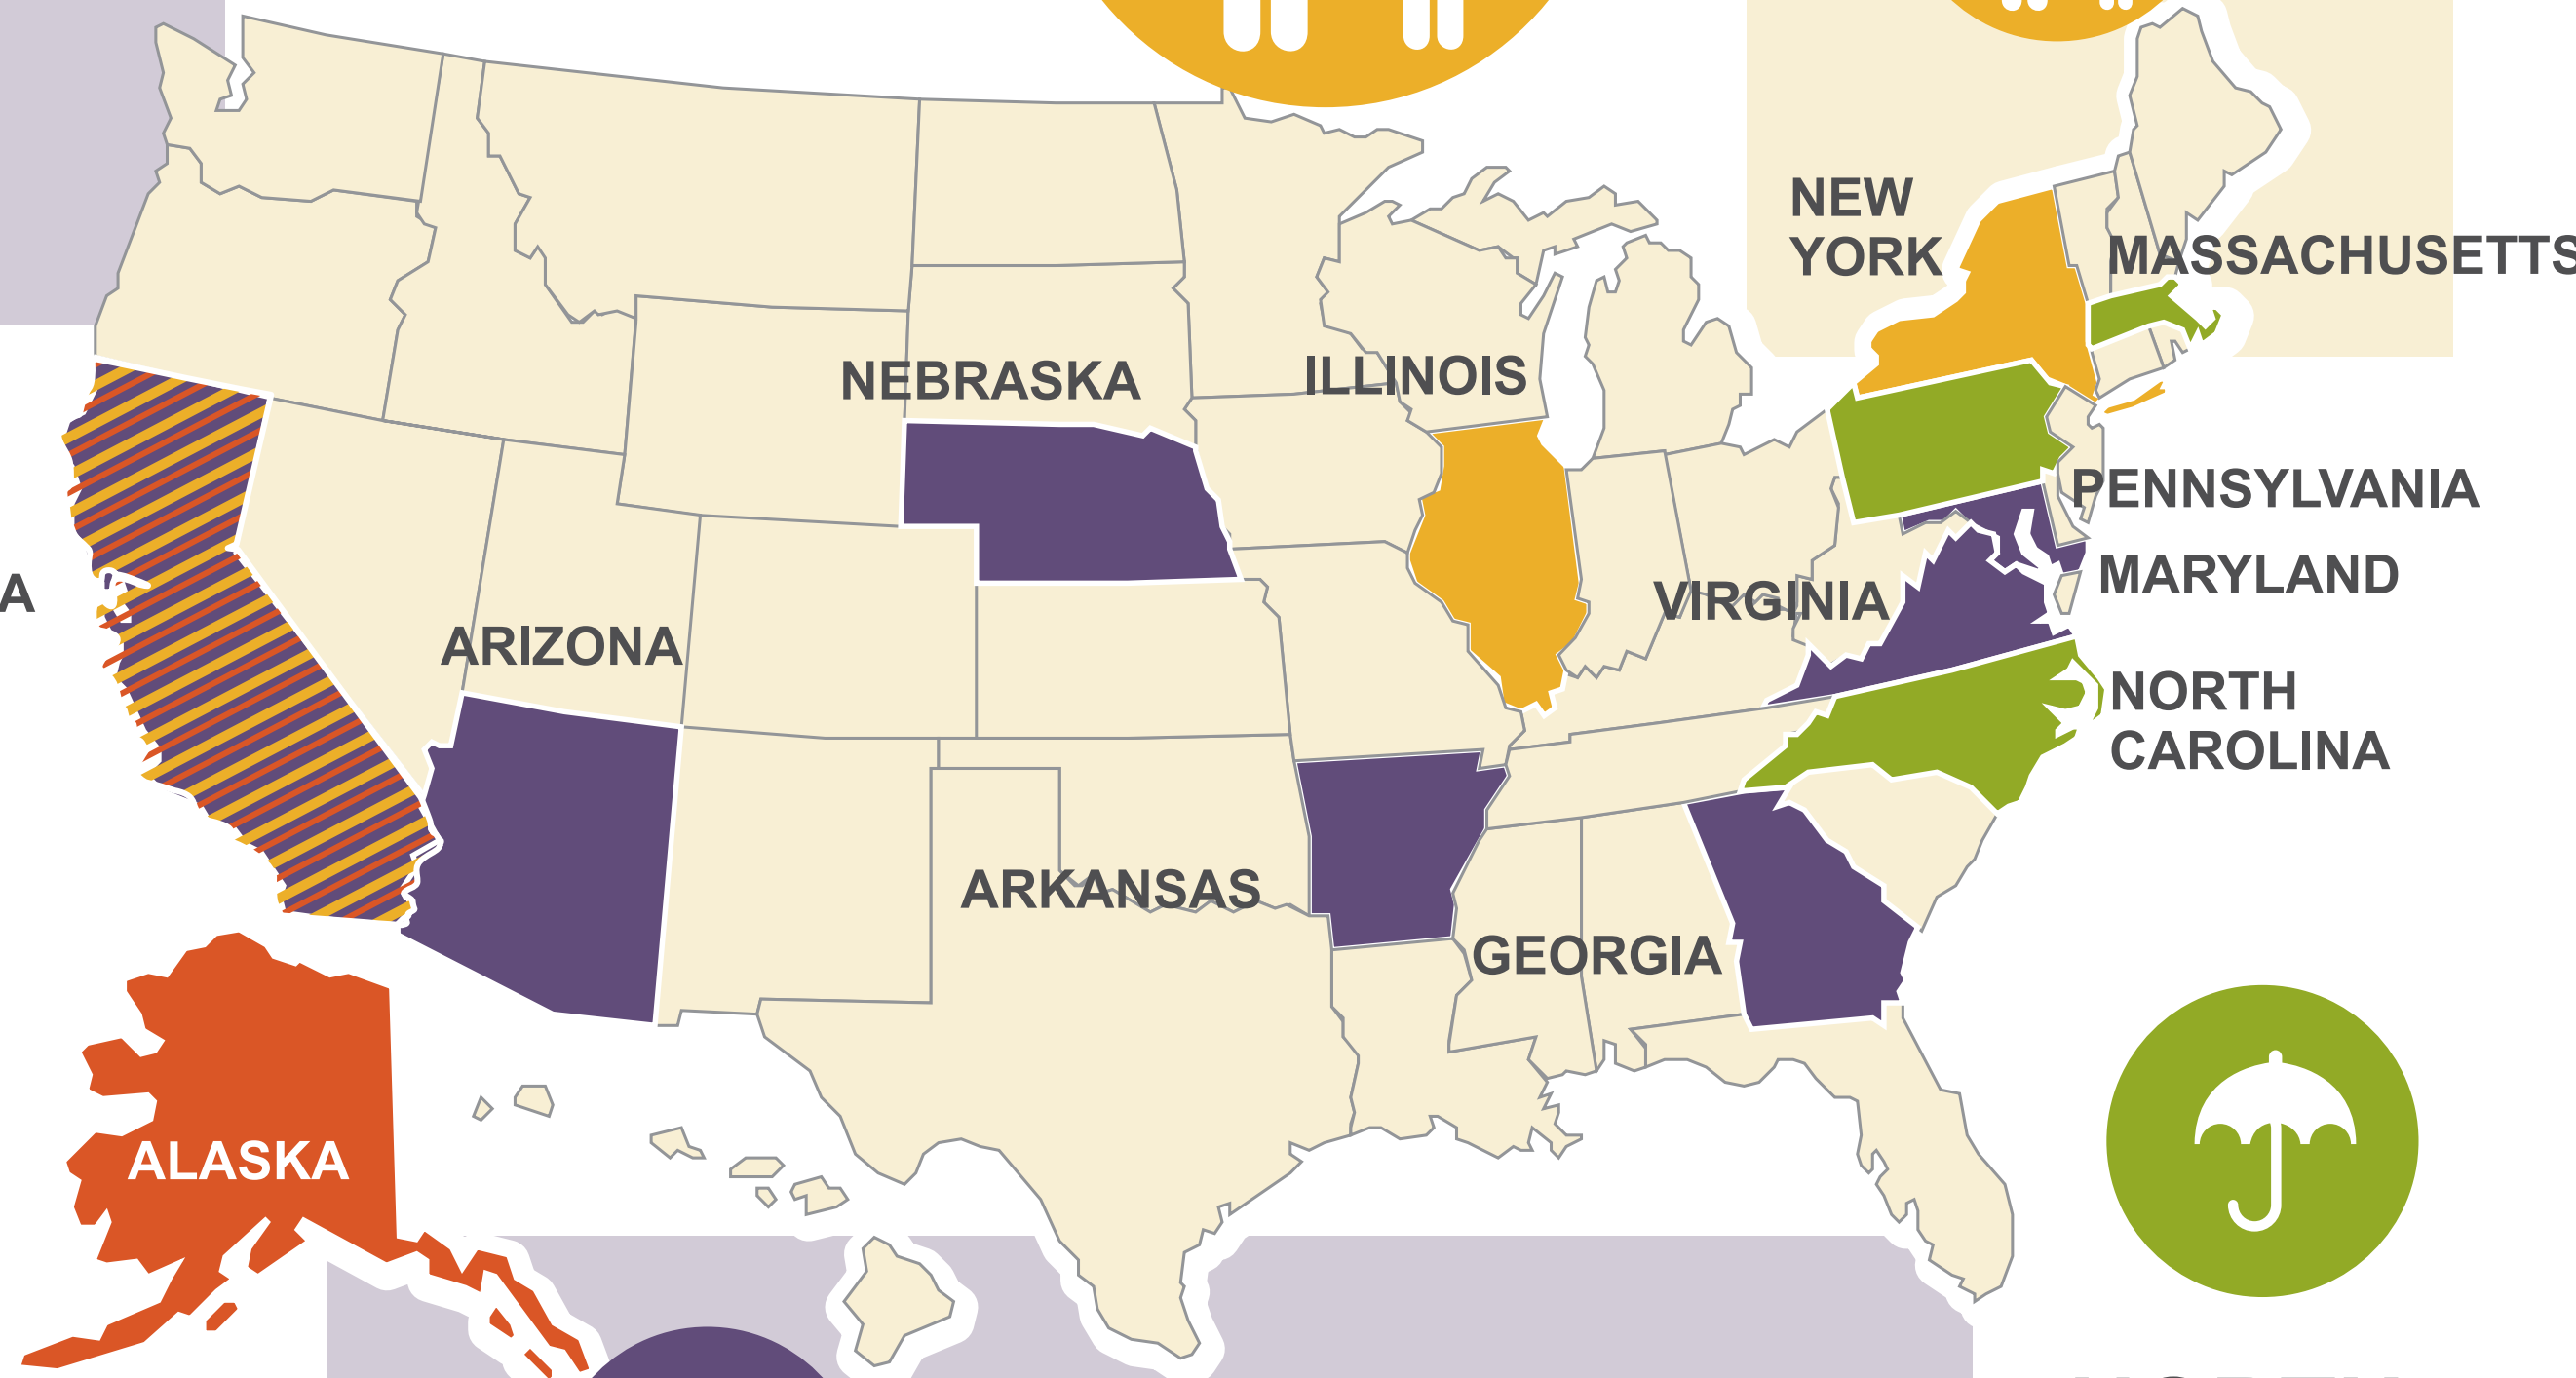 NEW
YORK
MASSACHUSETTS
NEBRASKA
ILLINOIS
PENNSYLVANIA
MARYLAND
A
VIRGINIA
ARIZONA
NORTH
CAROLINA
ARKANSAS
GEORGIA
ALASKA